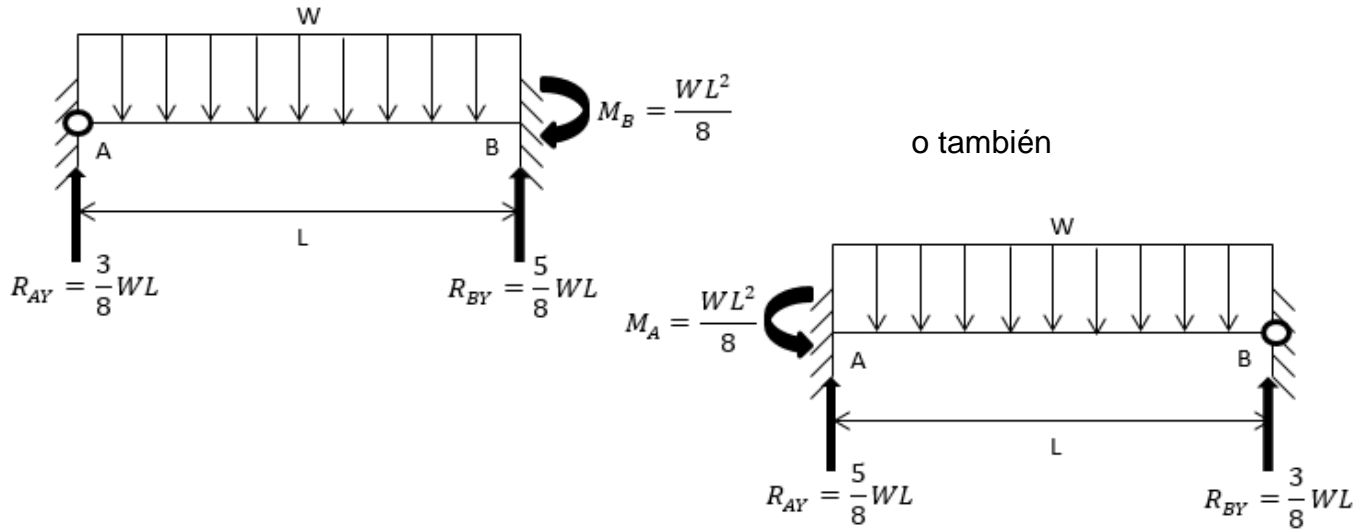 W
A
B
M_B = WL²/8
L
R_AY = 3/8 WL
R_BY = 5/8 WL
o también
W
M_A = WL²/8
A
B
L
R_AY = 5/8 WL
R_BY = 3/8 WL